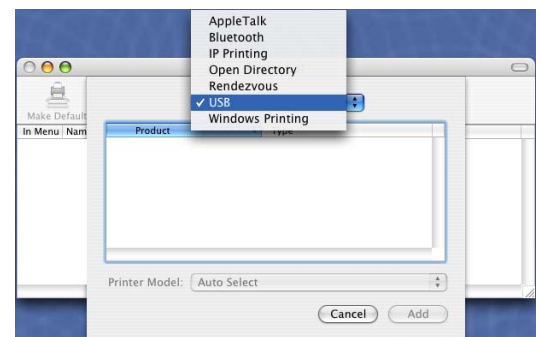 AppleTalk
Bluetooth
IP Printing
Open Directory
Rendezvous
✓ USB
Windows Printing
Make Default
In Menu Nam
Product Type
Printer Model: Auto Select
Cancel Add